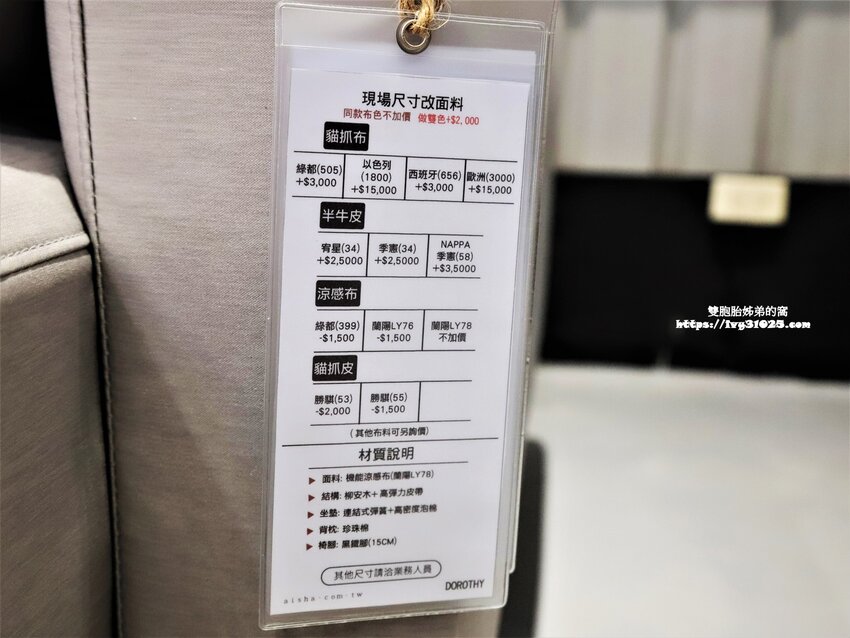 現場尺寸改面料
同款布色不加價 做雙色+$2,000
貓抓布
綠都(505) 以色列 西班牙(656) 歐洲(3000)
+$3,000 (1800) +$3,000 +$15,000
+$15,000
半牛皮
宥星(34) 季憲(34) NAPPA
+$2,5000 +$2,5000 季憲(58)
+$3,5000
涼感布
綠都(399) 蘭陽LY76 蘭陽LY78
-$1,500 -$1,500 不加價
貓抓皮
勝騏(53) 勝騏(55)
-$2,000 -$1,500
(其他布料可另詢價)
材質說明
面料: 機能涼感布(蘭陽LY78)
結構: 柳安木+高彈力皮帶
坐墊: 連結式彈簧+高密度泡棉
背枕: 珍珠棉
椅腳: 黑鐵腳(15CM)
其他尺寸請洽業務人員
DOROTHY
aisha·com·tw
雙胞胎姊弟的窩
https://ivy31025.com